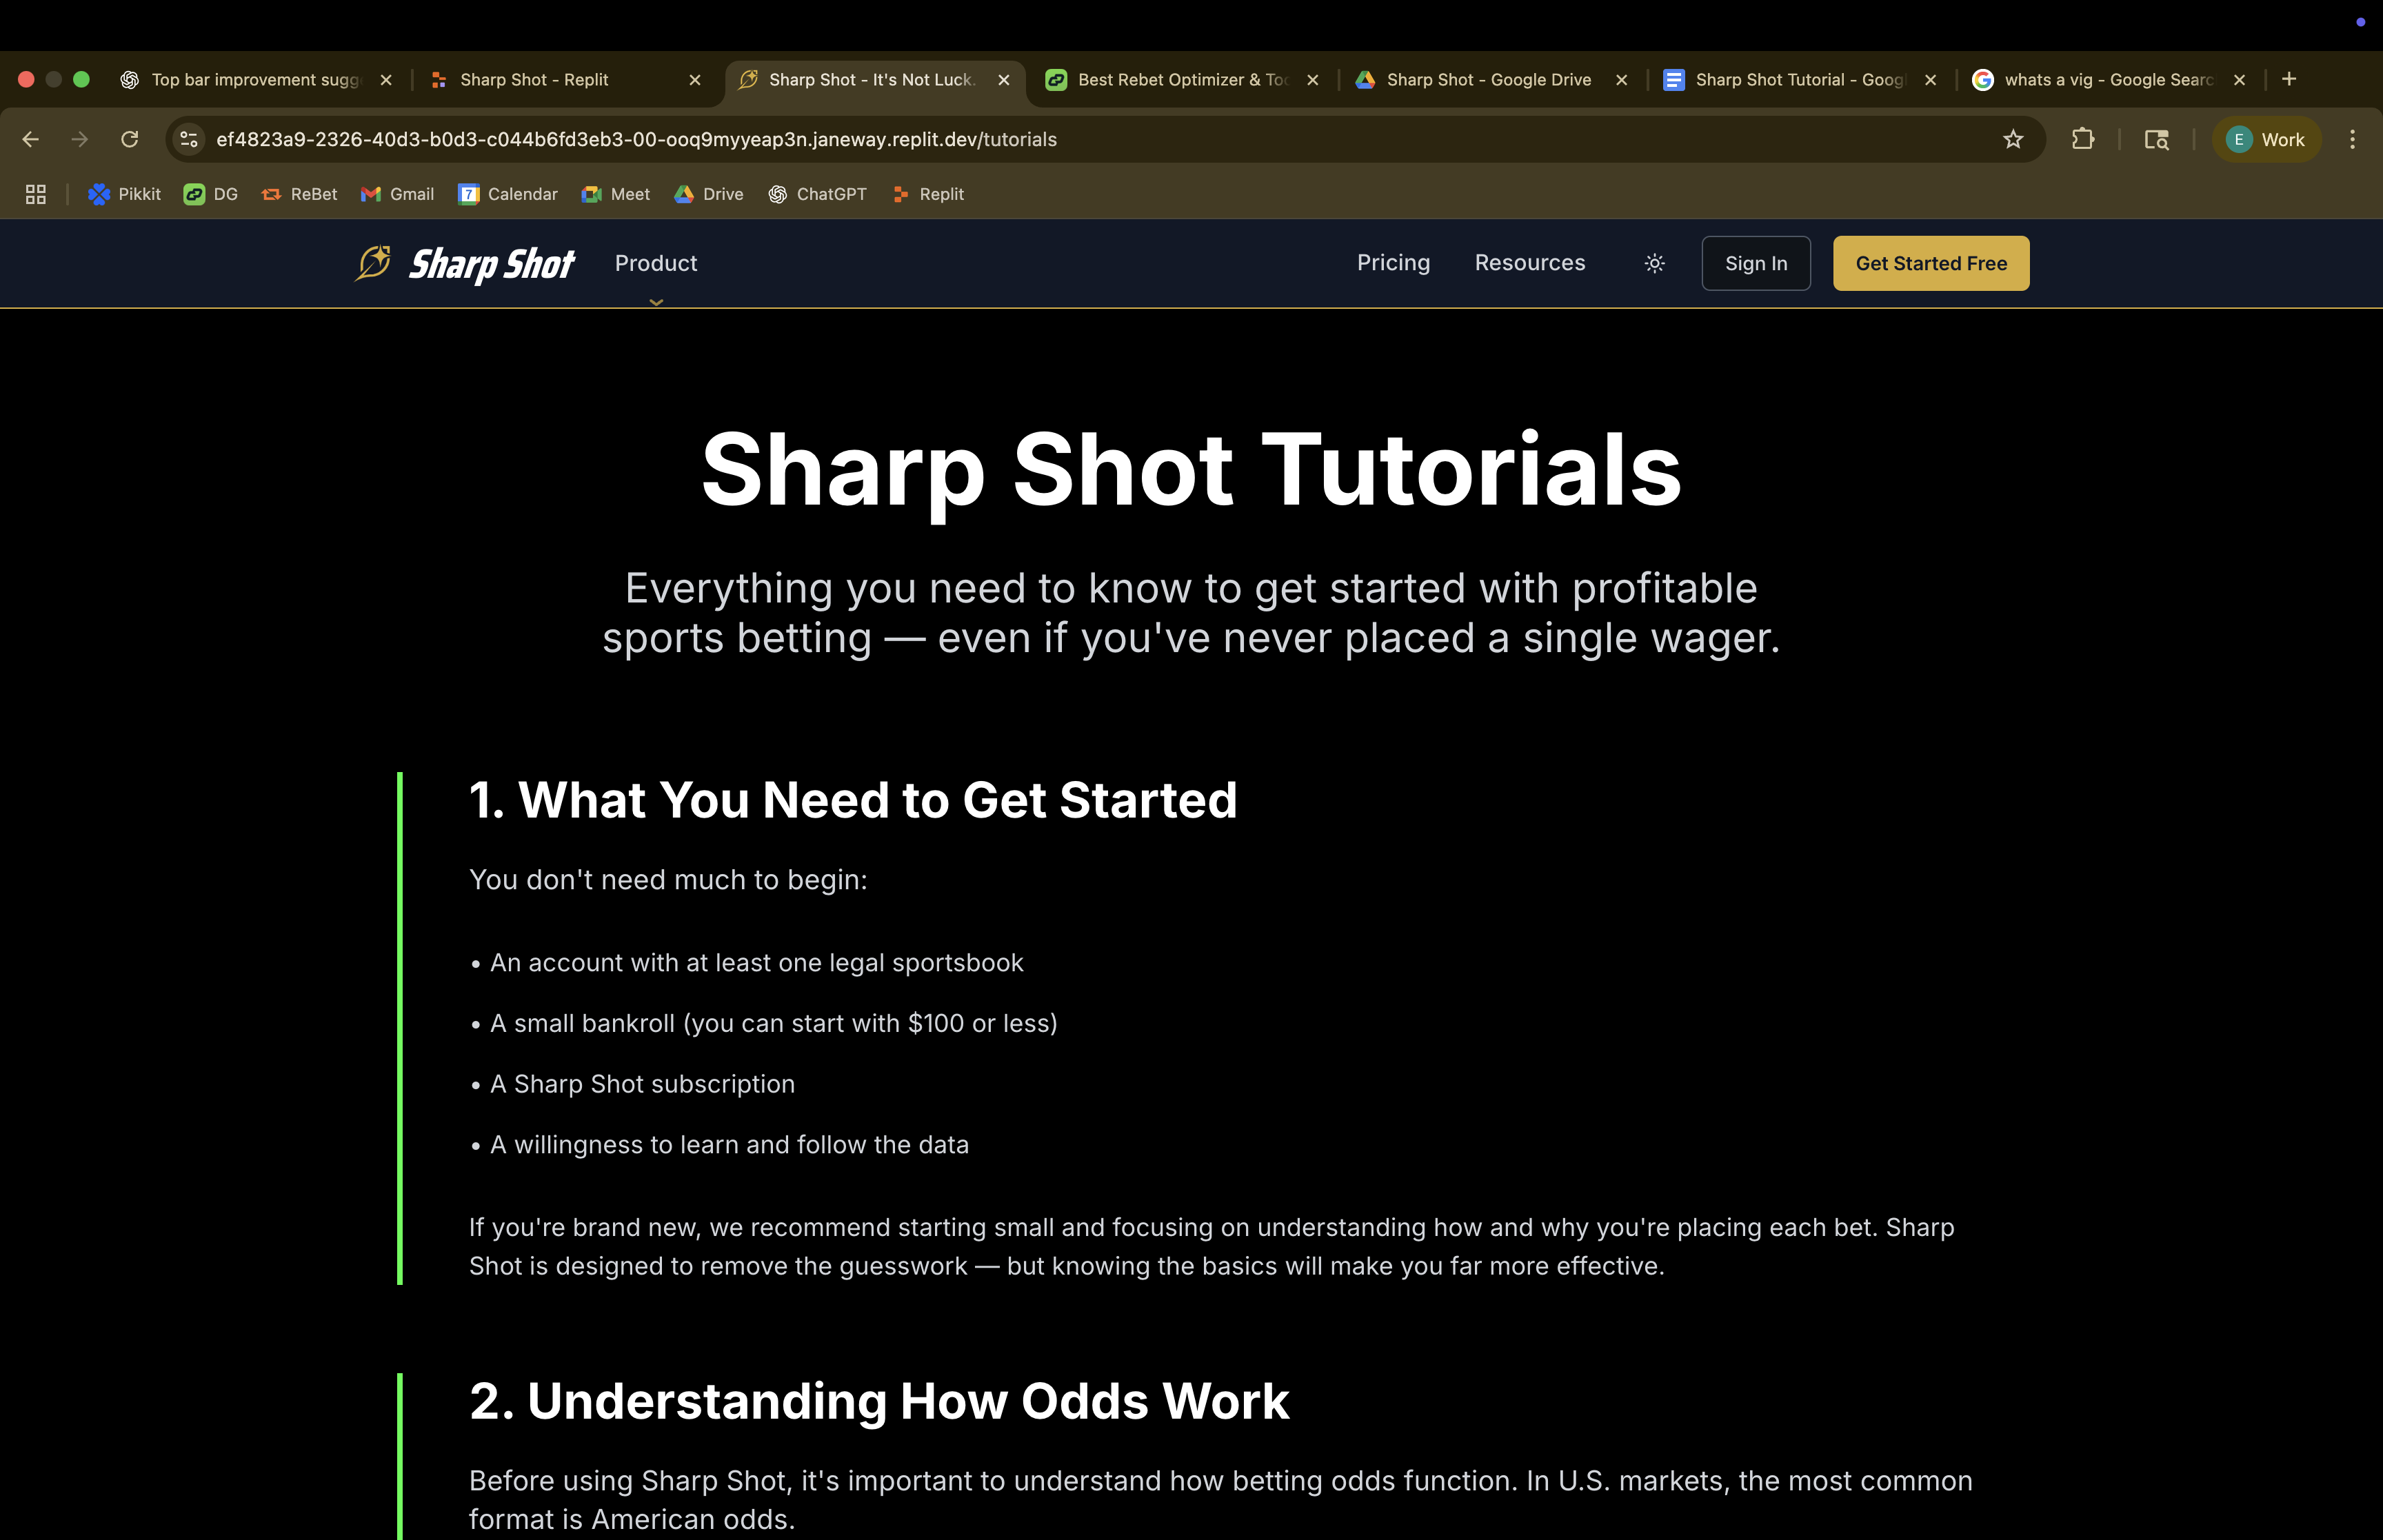 Top bar improvement sugg
Sharp Shot - Replit
Sharp Shot - It's Not Luck.
Best Rebet Optimizer & Too
Sharp Shot - Google Drive
Sharp Shot Tutorial - Googl
whats a vig - Google Searc
ef4823a9-2326-40d3-b0d3-c044b6fd3eb3-00-ooq9myyeap3n.janeway.replit.dev/tutorials
E Work
Pikkit
DG
ReBet
Gmail
7 Calendar
Meet
Drive
ChatGPT
Replit
Sharp Shot
Product
Pricing
Resources
Sign In
Get Started Free
Sharp Shot Tutorials
Everything you need to know to get started with profitable
sports betting — even if you've never placed a single wager.
1. What You Need to Get Started
You don't need much to begin:
• An account with at least one legal sportsbook
• A small bankroll (you can start with $100 or less)
• A Sharp Shot subscription
• A willingness to learn and follow the data
If you're brand new, we recommend starting small and focusing on understanding how and why you're placing each bet. Sharp
Shot is designed to remove the guesswork — but knowing the basics will make you far more effective.
2. Understanding How Odds Work
Before using Sharp Shot, it's important to understand how betting odds function. In U.S. markets, the most common
format is American odds.